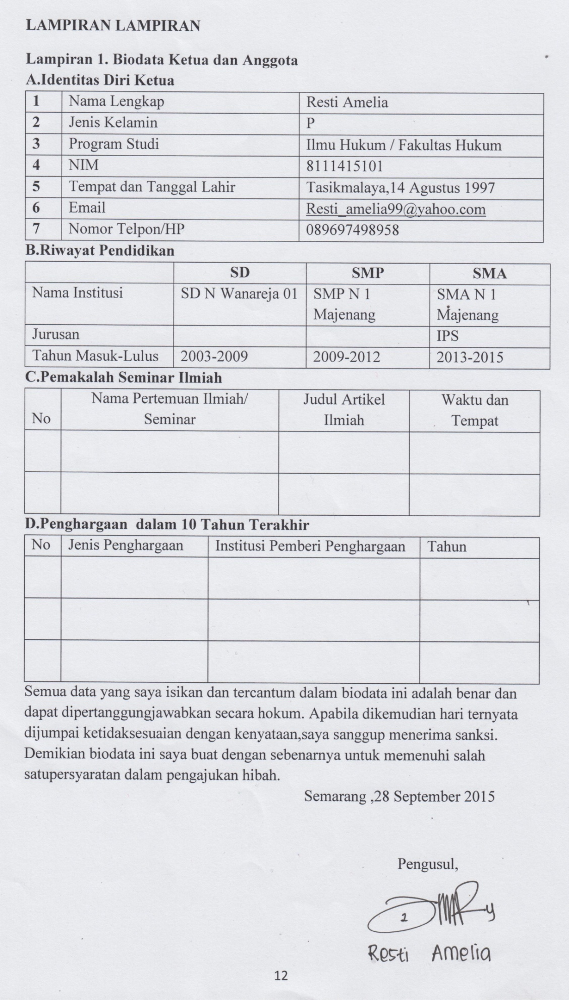 LAMPIRAN LAMPIRAN
Lampiran 1. Biodata Ketua dan Anggota
A.Identitas Diri Ketua
1 Nama Lengkap Resti Amelia
2 Jenis Kelamin P
3 Program Studi Ilmu Hukum / Fakultas Hukum
4 NIM 8111415101
5 Tempat dan Tanggal Lahir Tasikmalaya,14 Agustus 1997
6 Email Resti_amelia99@yahoo.com
7 Nomor Telpon/HP 089697498958
B.Riwayat Pendidikan
SD SMP SMA
Nama Institusi SD N Wanareja 01 SMP N 1 SMA N 1
Majenang Majenang
Jurusan IPS
Tahun Masuk-Lulus 2003-2009 2009-2012 2013-2015
C.Pemakalah Seminar Ilmiah
Nama Pertemuan Ilmiah/ Judul Artikel Waktu dan
No Seminar Ilmiah Tempat
D.Penghargaan dalam 10 Tahun Terakhir
No Jenis Penghargaan Institusi Pemberi Penghargaan Tahun
Semua data yang saya isikan dan tercantum dalam biodata ini adalah benar dan
dapat dipertanggungjawabkan secara hokum. Apabila dikemudian hari ternyata
dijumpai ketidaksesuaian dengan kenyataan,saya sanggup menerima sanksi.
Demikian biodata ini saya buat dengan sebenarnya untuk memenuhi salah
satupersyaratan dalam pengajukan hibah.
Semarang ,28 September 2015
Pengusul,
Resti Amelia
12